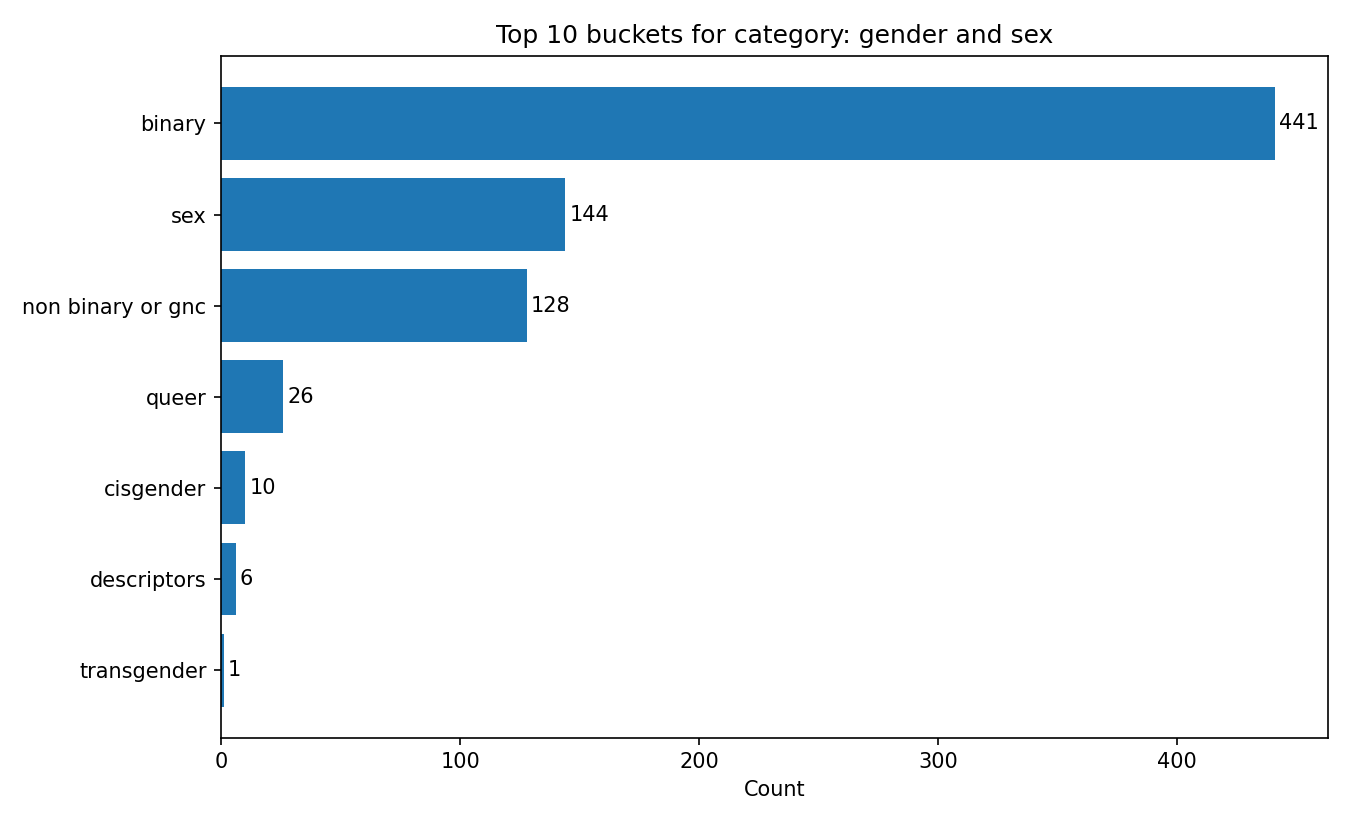 Top 10 buckets for category: gender and sex
binary
441
sex
144
non binary or gnc
128
queer
26
cisgender
10
descriptors
6
transgender
1
0
100
200
300
400
Count